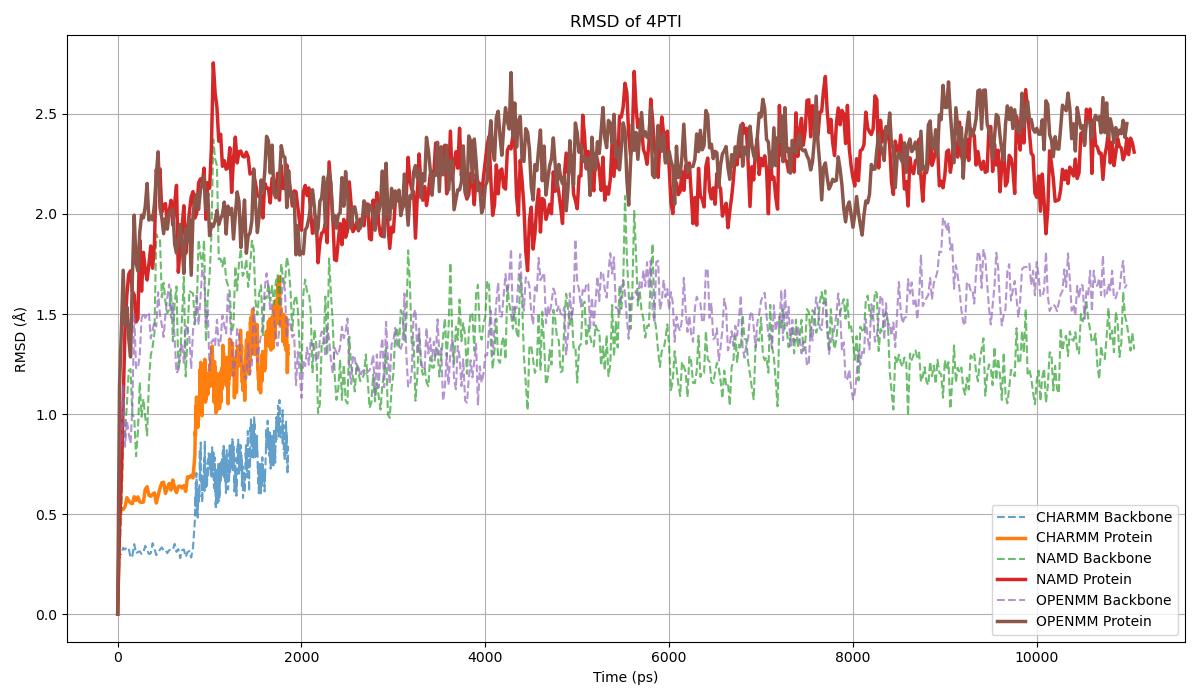 RMSD of 4PTI
RMSD (Å)
2.5
2.0
1.5
1.0
0.5
0.0
0 2000 4000 6000 8000 10000
Time (ps)
CHARMM Backbone
CHARMM Protein
NAMD Backbone
NAMD Protein
OPENMM Backbone
OPENMM Protein